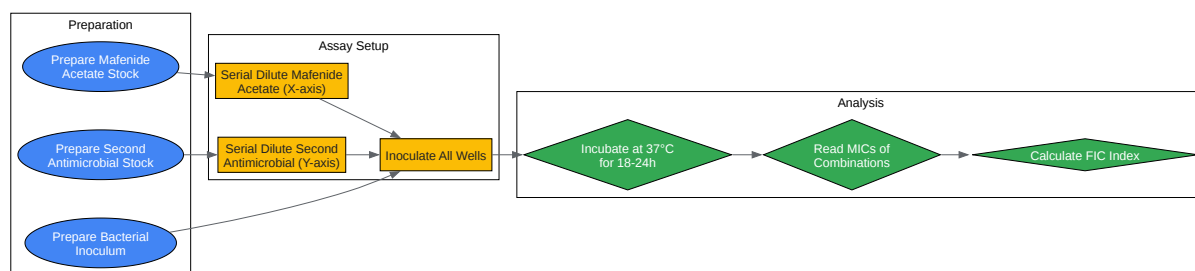 Preparation
Prepare Mafenide
Acetate Stock
Prepare Second
Antimicrobial Stock
Prepare Bacterial
Inoculum
Assay Setup
Serial Dilute Mafenide
Acetate (X-axis)
Serial Dilute Second
Antimicrobial (Y-axis)
Inoculate All Wells
Analysis
Incubate at 37°C
for 18-24h
Read MICs of
Combinations
Calculate FIC Index